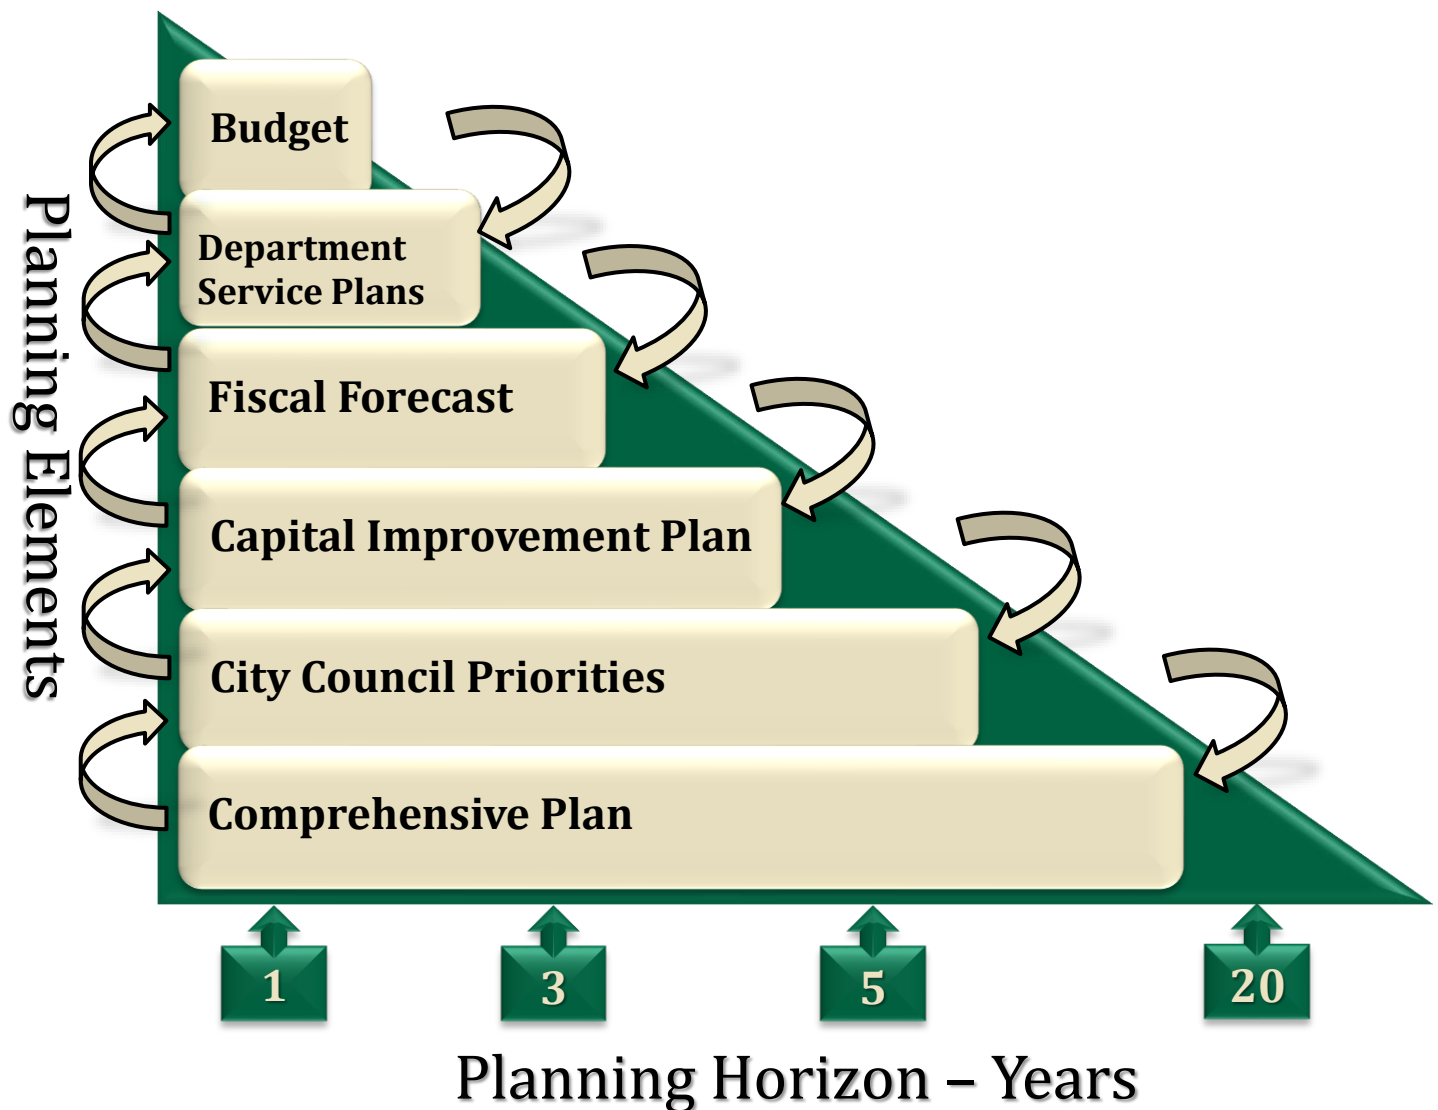 Budget
Department
Service Plans
Fiscal Forecast
Capital Improvement Plan
City Council Priorities
Comprehensive Plan
Planning Elements
1
3
5
20
Planning Horizon – Years